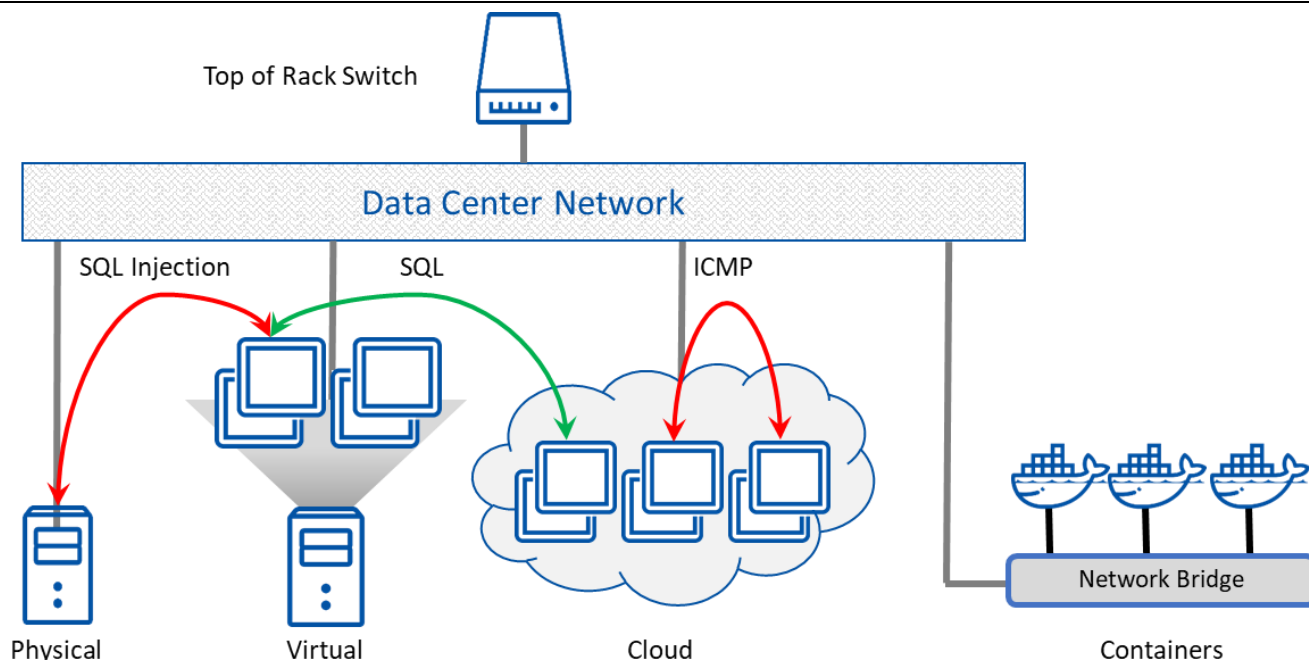 Top of Rack Switch
Data Center Network
SQL Injection
SQL
ICMP
Network Bridge
Physical
Virtual
Cloud
Containers